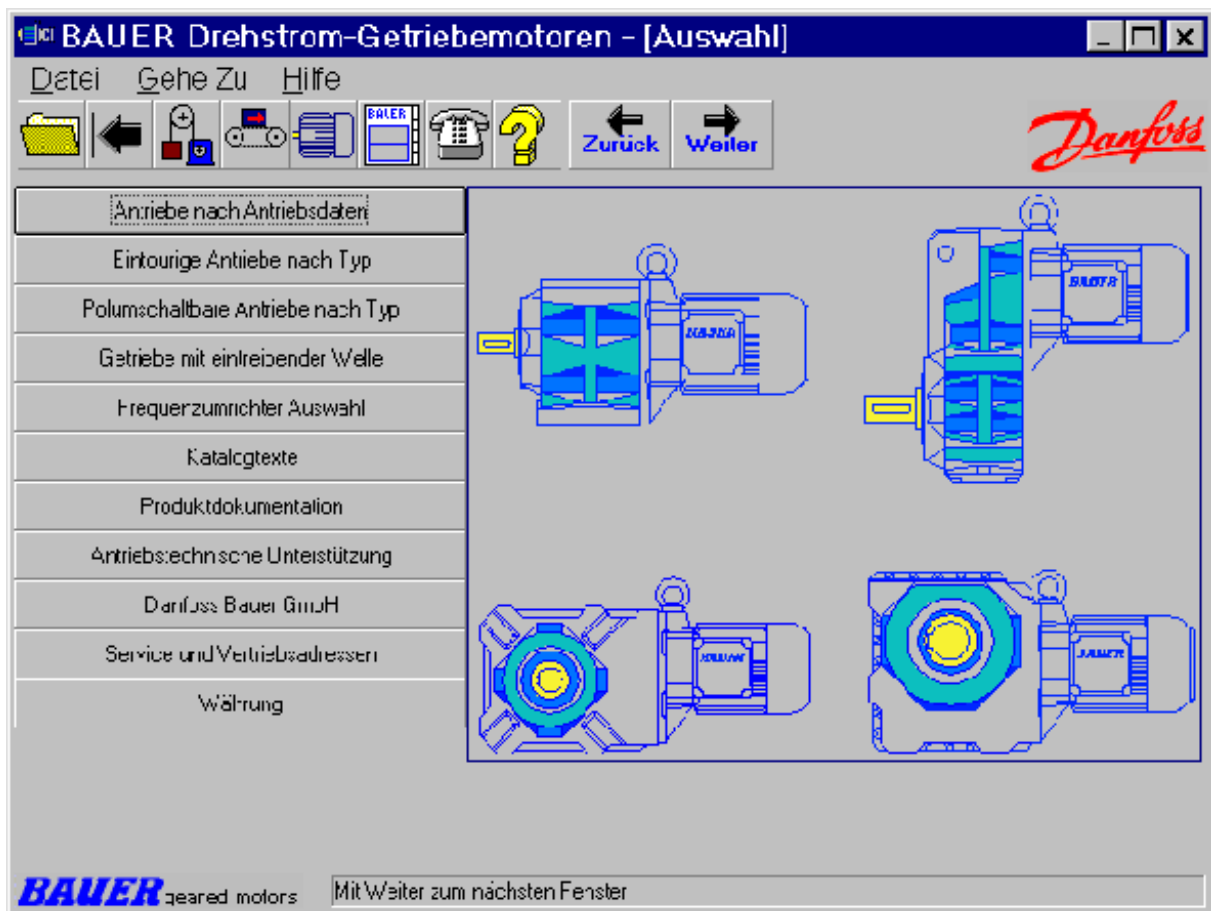 BAUER Drehstrom-Getriebemotoren - [Auswahl]
Datei Gehe Zu Hilfe
BAUER
Zurück Weiter
Danfoss
Antriebe nach Antriebsdaten
Eintourige Antriebe nach Typ
Polumschaltbare Antriebe nach Typ
Getriebe mit eintreibender Welle
Frequenzumrichter Auswahl
Katalogtexte
Produktdokumentation
Antriebstechnische Unterstützung
Danfoss Bauer GmbH
Service und Vertriebsadressen
Währung
BAUER
BAUER
BAUER geared motors
Mit Weiter zum nächsten Fenster